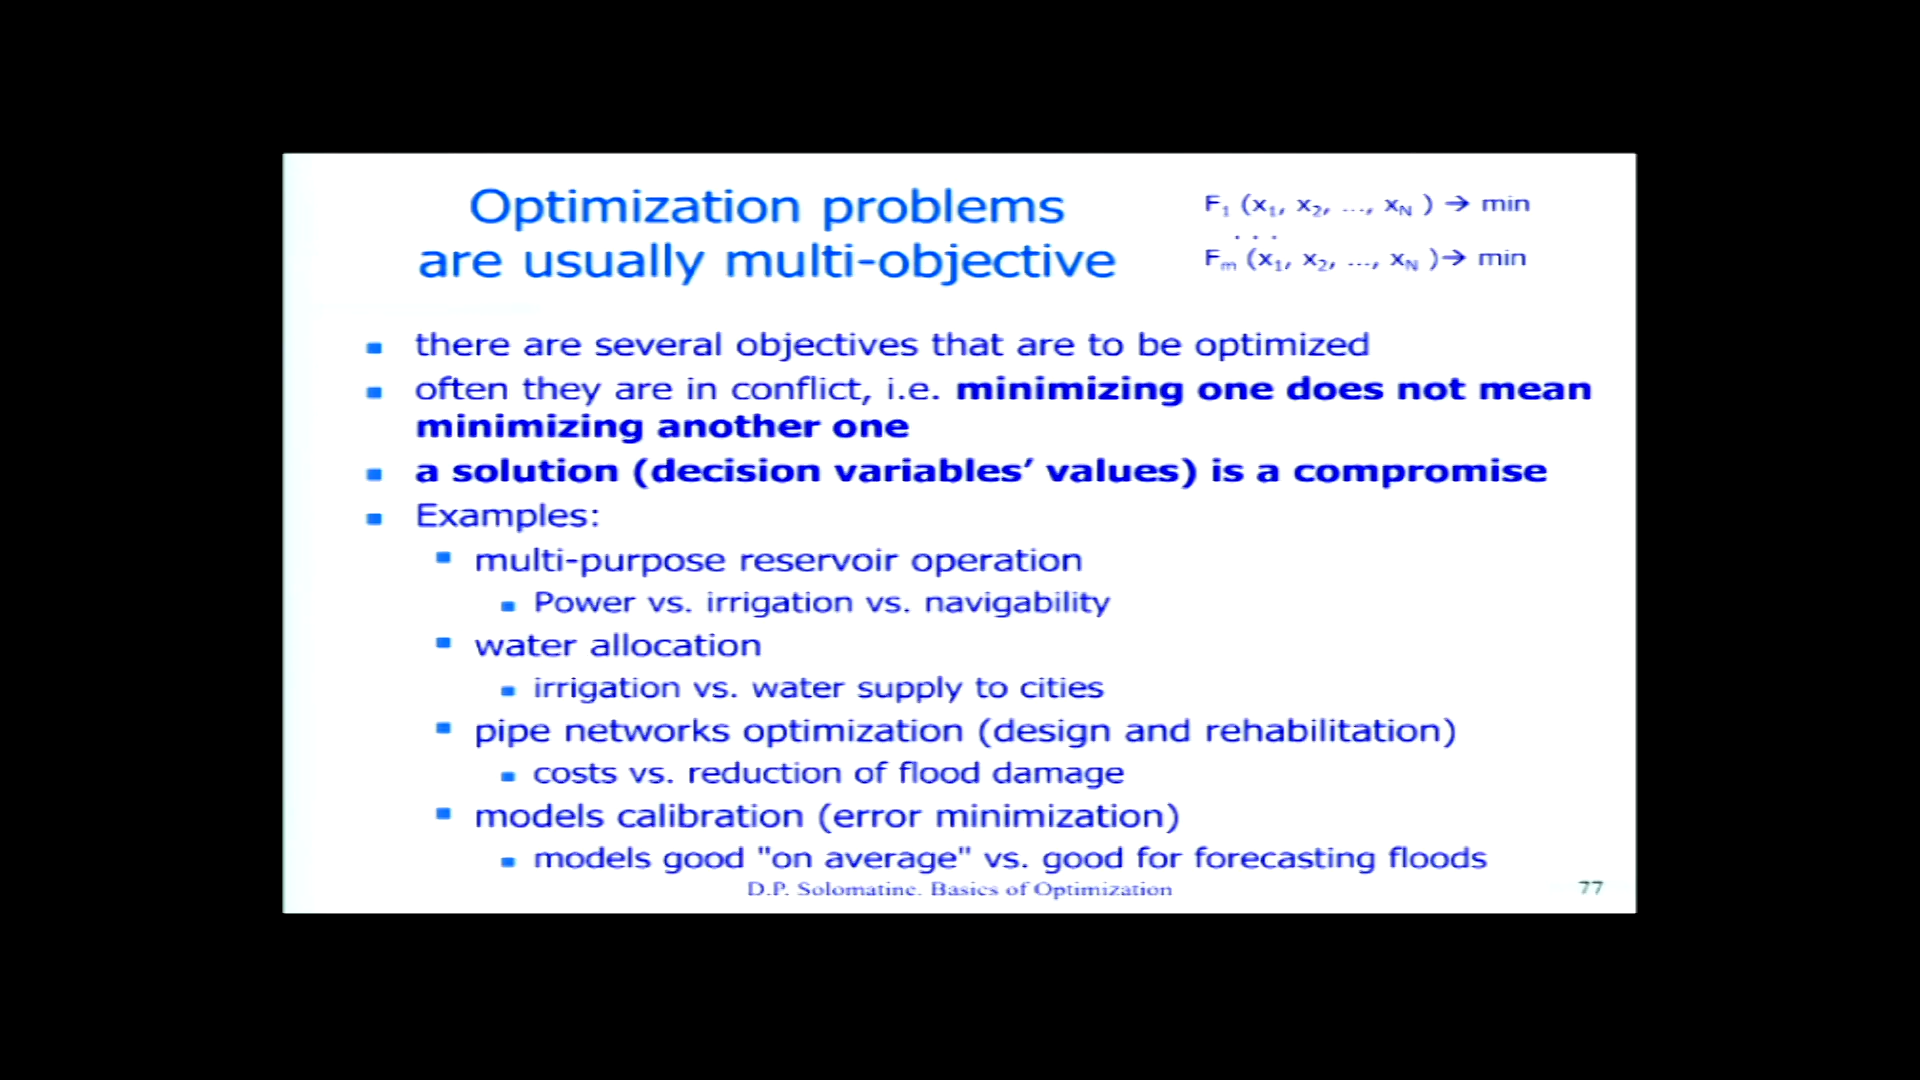 Optimization problems
are usually multi-objective
F1 (x1, x2, ..., xN ) → min
. . .
Fm (x1, x2, ..., xN )→ min
▪ there are several objectives that are to be optimized
▪ often they are in conflict, i.e. minimizing one does not mean
minimizing another one
▪ a solution (decision variables’ values) is a compromise
▪ Examples:
▪ multi-purpose reservoir operation
▪ Power vs. irrigation vs. navigability
▪ water allocation
▪ irrigation vs. water supply to cities
▪ pipe networks optimization (design and rehabilitation)
▪ costs vs. reduction of flood damage
▪ models calibration (error minimization)
▪ models good "on average" vs. good for forecasting floods
D.P. Solomatine. Basics of Optimization
77